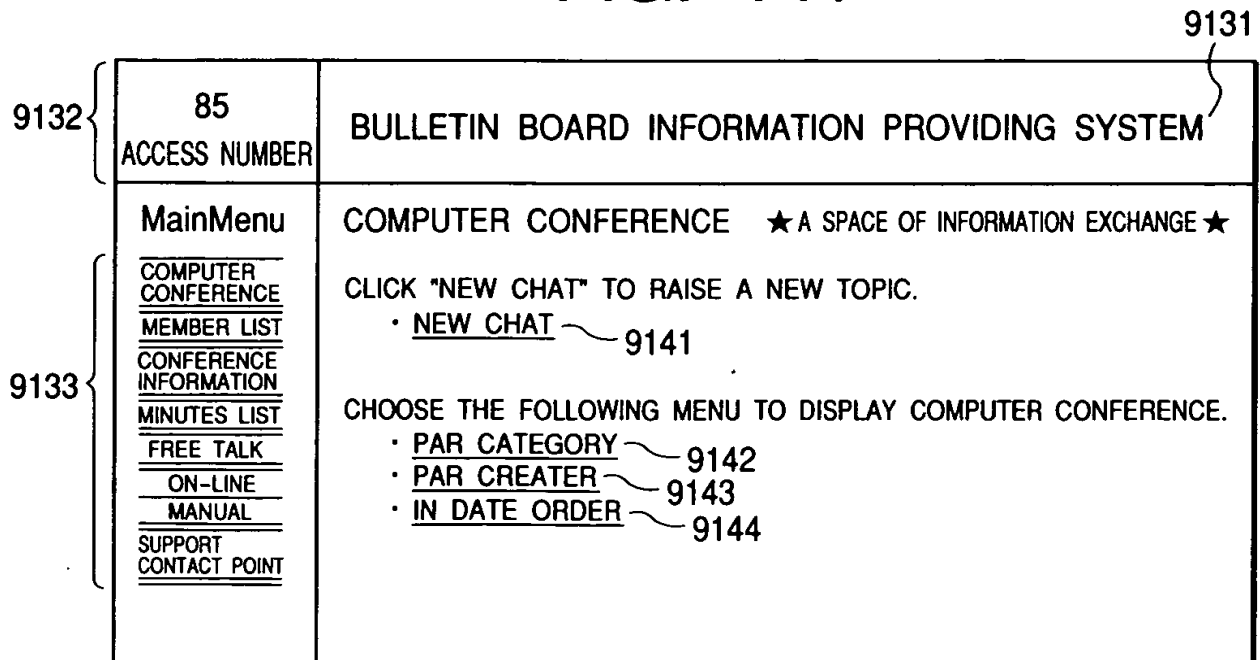 9131
9132
85
ACCESS NUMBER
BULLETIN BOARD INFORMATION PROVIDING SYSTEM
MainMenu
COMPUTER CONFERENCE ★ A SPACE OF INFORMATION EXCHANGE ★
9133
COMPUTER
CONFERENCE
MEMBER LIST
CONFERENCE
INFORMATION
MINUTES LIST
FREE TALK
ON-LINE
MANUAL
SUPPORT
CONTACT POINT
CLICK "NEW CHAT" TO RAISE A NEW TOPIC.
· NEW CHAT 9141
CHOOSE THE FOLLOWING MENU TO DISPLAY COMPUTER CONFERENCE.
· PAR CATEGORY 9142
· PAR CREATER 9143
· IN DATE ORDER 9144